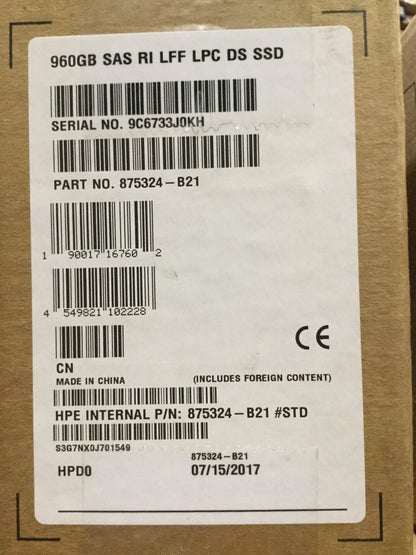 960GB SAS RI LFF LPC DS SSD
SERIAL NO. 9C6733J0KH
PART NO. 875324-B21
1 90017 16760 2
4 549821 102228
CE
CN
MADE IN CHINA (INCLUDES FOREIGN CONTENT)
HPE INTERNAL P/N: 875324-B21 #STD
S3G7NX0J701549
875324-B21
HPD0 07/15/2017